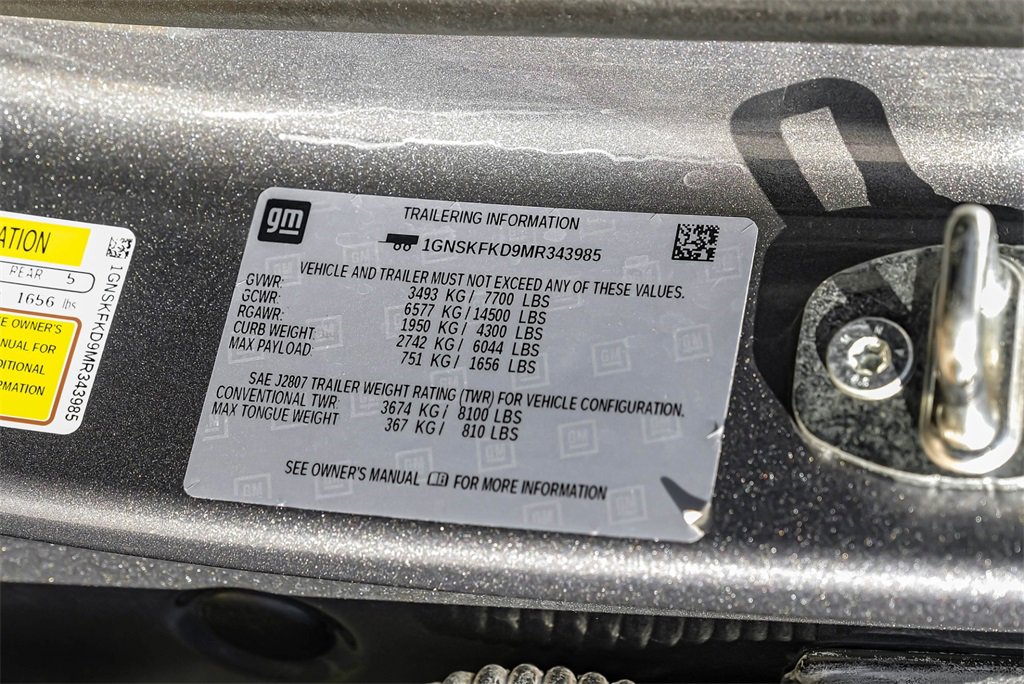 ATION
REAR 5
1656 lbs
E OWNER'S
ANUAL FOR
DITIONAL
RMATION
1GNSKFKD9MR343985
gm
TRAILERING INFORMATION
1GNSKFKD9MR343985
VEHICLE AND TRAILER MUST NOT EXCEED ANY OF THESE VALUES.
GVWR: 3493 KG / 7700 LBS
GCWR: 6577 KG / 14500 LBS
RGAWR: 1950 KG / 4300 LBS
CURB WEIGHT: 2742 KG / 6044 LBS
MAX PAYLOAD: 751 KG / 1656 LBS
SAE J2807 TRAILER WEIGHT RATING (TWR) FOR VEHICLE CONFIGURATION.
CONVENTIONAL TWR: 3674 KG / 8100 LBS
MAX TONGUE WEIGHT 367 KG / 810 LBS
SEE OWNER'S MANUAL FOR MORE INFORMATION